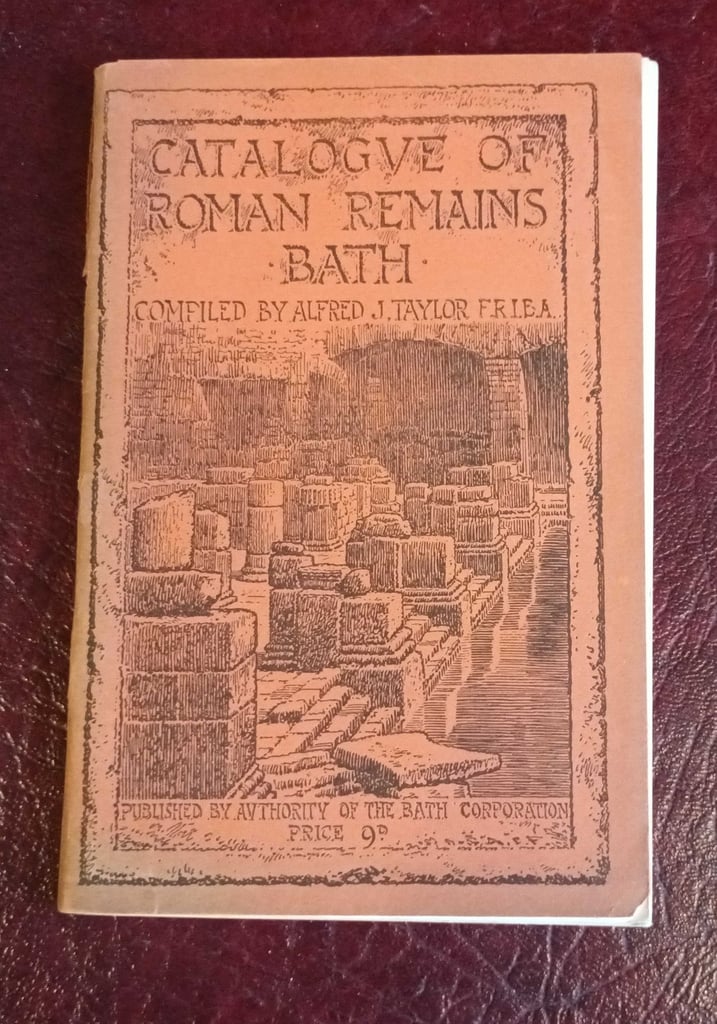 CATALOGVE OF
ROMAN REMAINS
·BATH·
COMPILED BY ALFRED J. TAYLOR F.R.I.B.A.
PUBLISHED BY AVTHORITY OF THE BATH CORPORATION
PRICE 9D